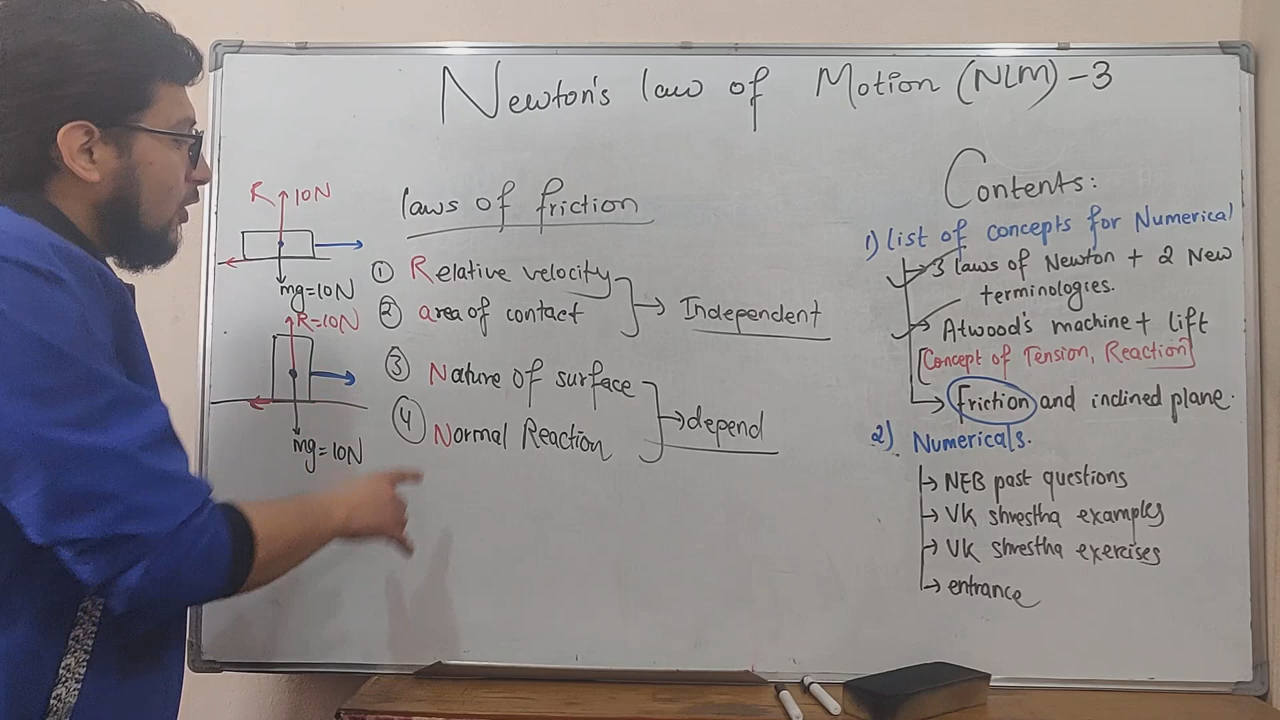 Newton's law of Motion (NLM) - 3
R 10N
mg=10N
R=10N
mg=10N
laws of friction
① Relative velocity
② area of contact
→ Independent
③ Nature of surface
④ Normal Reaction
→ depend
Contents:
1) list of concepts for Numerical
→ 3 laws of Newton + 2 New
terminologies.
→ Atwood's machine + lift
[Concept of Tension, Reaction]
→ friction and inclined plane.
2) Numericals.
→ NEB past questions
→ VK shrestha examples
→ VK shrestha exercises
→ entrance